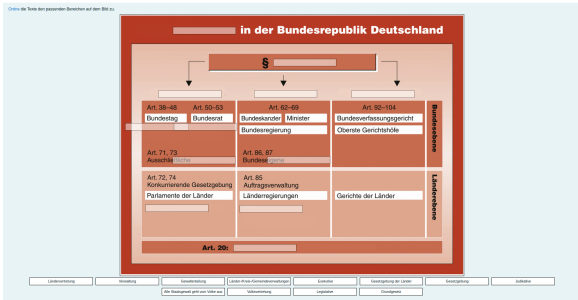 Ordne die Texte den passenden Bereichen auf dem Bild zu.
in der Bundesrepublik Deutschland
§
Art. 38–48 Art. 50–53 Art. 62–69 Art. 92–104
Bundestag Bundesrat Bundeskanzler Minister Bundesverfassungsgericht
Bundesregierung Oberste Gerichtshöfe
Bundesebene
Art. 71, 73 Art. 86, 87
Ausschließliche Bundeseigene
Art. 72, 74 Art. 85
Konkurrierende Gesetzgebung Auftragsverwaltung
Parlamente der Länder Länderregierungen Gerichte der Länder
Länderebene
Art. 20:
Ländervertretung Verwaltung Gewaltenteilung Länder-/Kreis-/Gemeindeverwaltungen Exekutive Gesetzgebung der Länder Gesetzgebung Judikative
Alle Staatsgewalt geht vom Volke aus Volksvertretung Legislative Grundgesetz